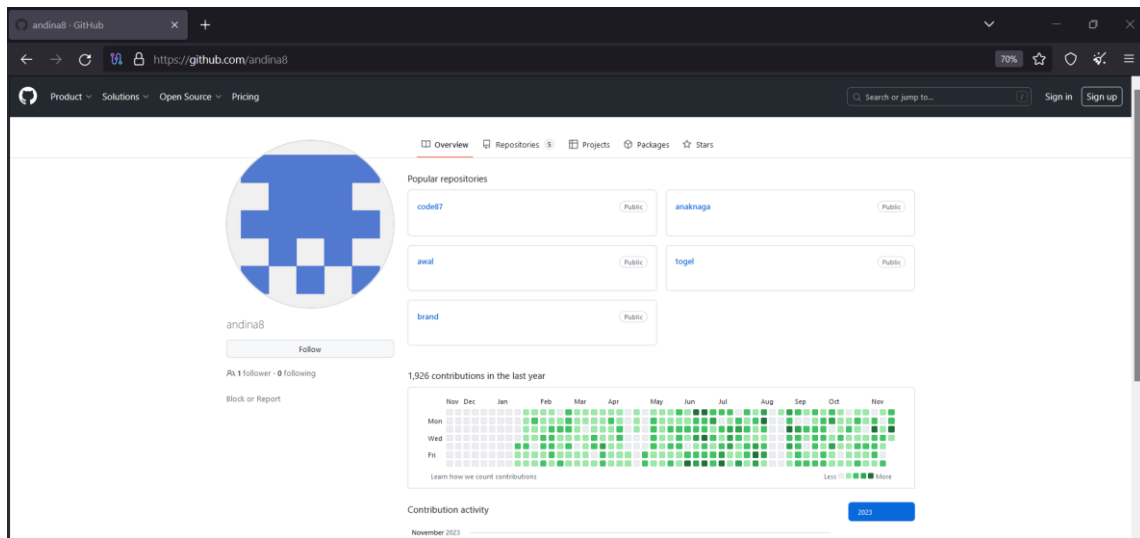 andina8 · GitHub
https://github.com/andina8
70%
Product Solutions Open Source Pricing
Search or jump to...
/
Sign in Sign up
Overview Repositories 5 Projects Packages Stars
Popular repositories
code87 Public
anaknaga Public
awal Public
togel Public
brand Public
andina8
Follow
1 follower · 0 following
Block or Report
1,926 contributions in the last year
Nov Dec Jan Feb Mar Apr May Jun Jul Aug Sep Oct Nov
Mon
Wed
Fri
Learn how we count contributions
Less More
Contribution activity
2023
November 2023